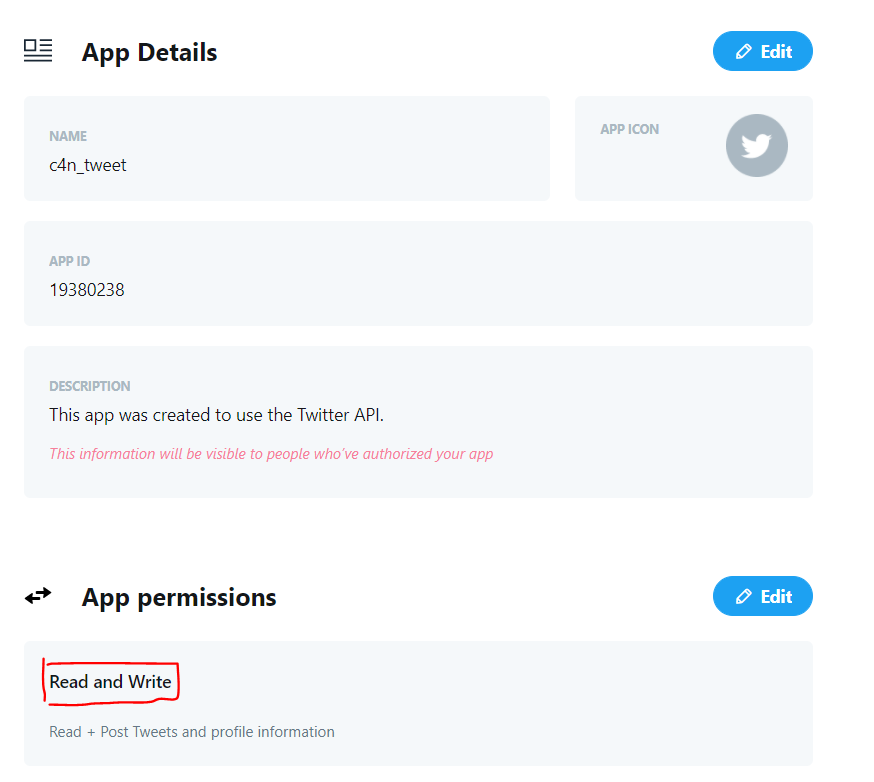 App Details
Edit
NAME
c4n_tweet
APP ICON
APP ID
19380238
DESCRIPTION
This app was created to use the Twitter API.
This information will be visible to people who've authorized your app
App permissions
Edit
Read and Write
Read + Post Tweets and profile information